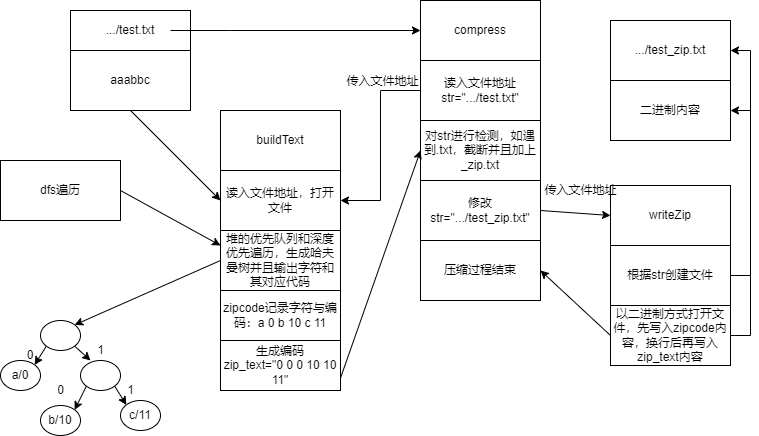 .../test.txt
aaabbc
compress
读入文件地址
str=".../test.txt"
对str进行检测，如遇
到.txt，截断并且加上
_zip.txt
修改
str=".../test_zip.txt"
压缩过程结束
传入文件地址
buildText
读入文件地址，打开
文件
堆的优先队列和深度
优先遍历，生成哈夫
曼树并且输出字符和
其对应代码
zipcode记录字符与
编码：a 0 b 10 c 11
生成编码
zip_text="0 0 0 10 10
11"
dfs遍历
0
1
a/0
0
1
b/10
c/11
.../test_zip.txt
二进制内容
传入文件地址
writeZip
根据str创建文件
以二进制方式打开文
件，先写入zipcode内
容，换行后再写入
zip_text内容